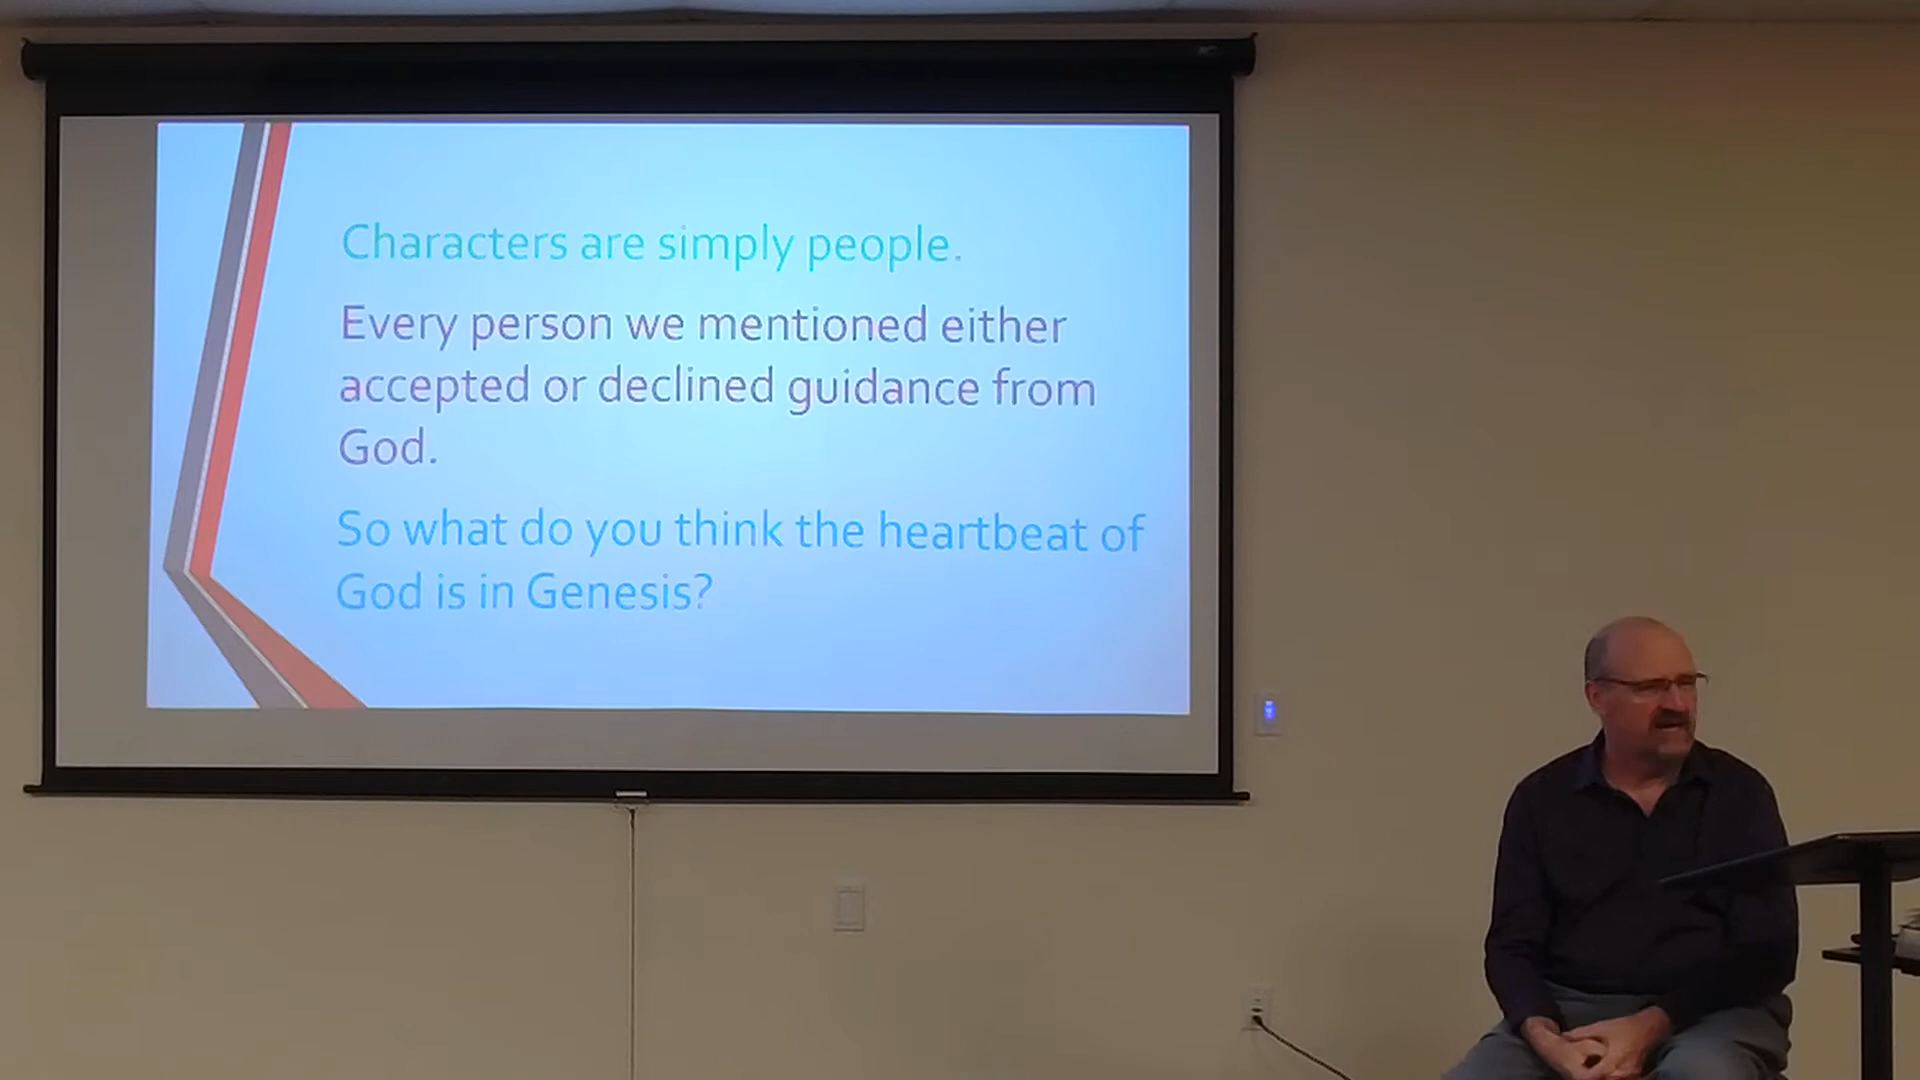 Characters are simply people.
Every person we mentioned either
accepted or declined guidance from
God.
So what do you think the heartbeat of
God is in Genesis?